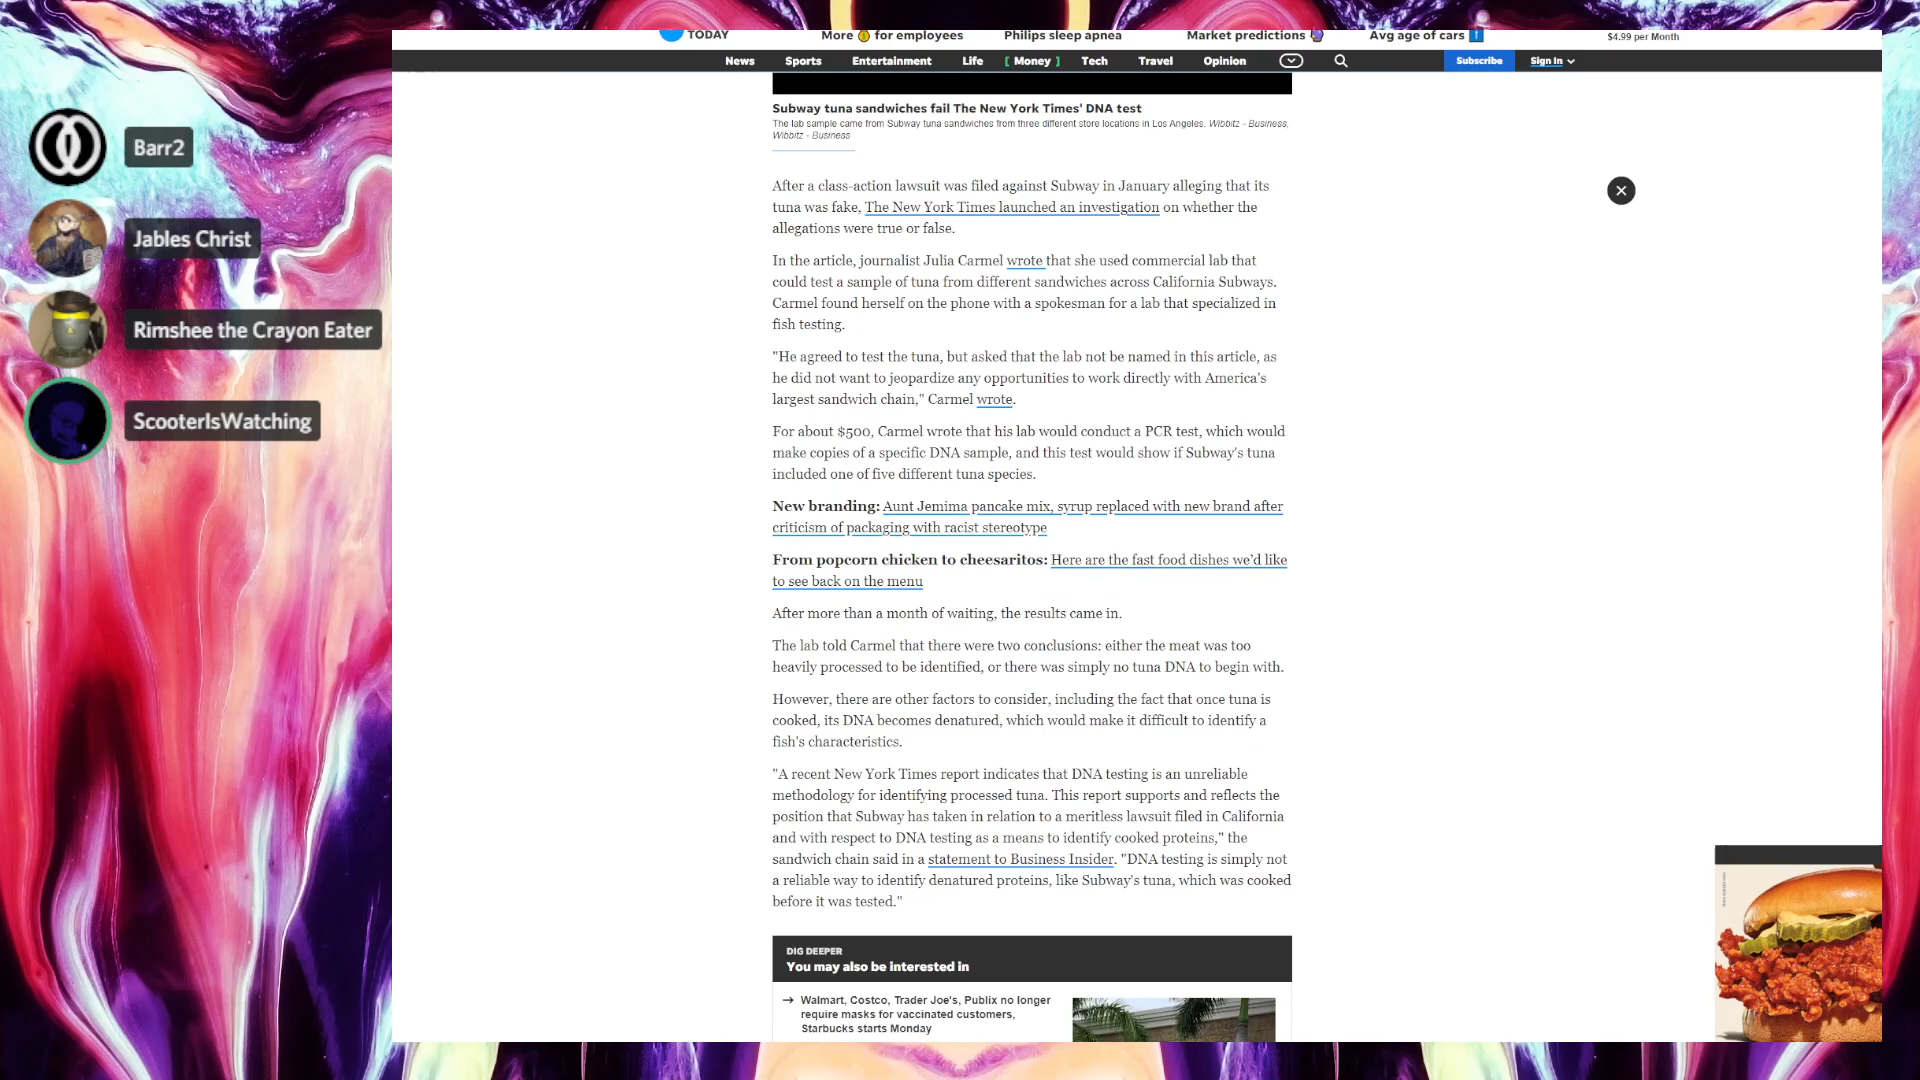 TODAY
More for employees
Philips sleep apnea
Market predictions
Avg age of cars
$4.99 per Month
News
Sports
Entertainment
Life
[ Money ]
Tech
Travel
Opinion
Subscribe
Sign In
Barr2
Jables Christ
Rimshee the Crayon Eater
ScooterIsWatching
Subway tuna sandwiches fail The New York Times' DNA test
The lab sample came from Subway tuna sandwiches from three different store locations in Los Angeles. Wibbitz - Business,
Wibbitz - Business
After a class-action lawsuit was filed against Subway in January alleging that its
tuna was fake, The New York Times launched an investigation on whether the
allegations were true or false.
In the article, journalist Julia Carmel wrote that she used commercial lab that
could test a sample of tuna from different sandwiches across California Subways.
Carmel found herself on the phone with a spokesman for a lab that specialized in
fish testing.
"He agreed to test the tuna, but asked that the lab not be named in this article, as
he did not want to jeopardize any opportunities to work directly with America's
largest sandwich chain," Carmel wrote.
For about $500, Carmel wrote that his lab would conduct a PCR test, which would
make copies of a specific DNA sample, and this test would show if Subway's tuna
included one of five different tuna species.
New branding: Aunt Jemima pancake mix, syrup replaced with new brand after
criticism of packaging with racist stereotype
From popcorn chicken to cheesaritos: Here are the fast food dishes we'd like
to see back on the menu
After more than a month of waiting, the results came in.
The lab told Carmel that there were two conclusions: either the meat was too
heavily processed to be identified, or there was simply no tuna DNA to begin with.
However, there are other factors to consider, including the fact that once tuna is
cooked, its DNA becomes denatured, which would make it difficult to identify a
fish's characteristics.
"A recent New York Times report indicates that DNA testing is an unreliable
methodology for identifying processed tuna. This report supports and reflects the
position that Subway has taken in relation to a meritless lawsuit filed in California
and with respect to DNA testing as a means to identify cooked proteins," the
sandwich chain said in a statement to Business Insider. "DNA testing is simply not
a reliable way to identify denatured proteins, like Subway's tuna, which was cooked
before it was tested."
DIG DEEPER
You may also be interested in
→ Walmart, Costco, Trader Joe's, Publix no longer
require masks for vaccinated customers,
Starbucks starts Monday